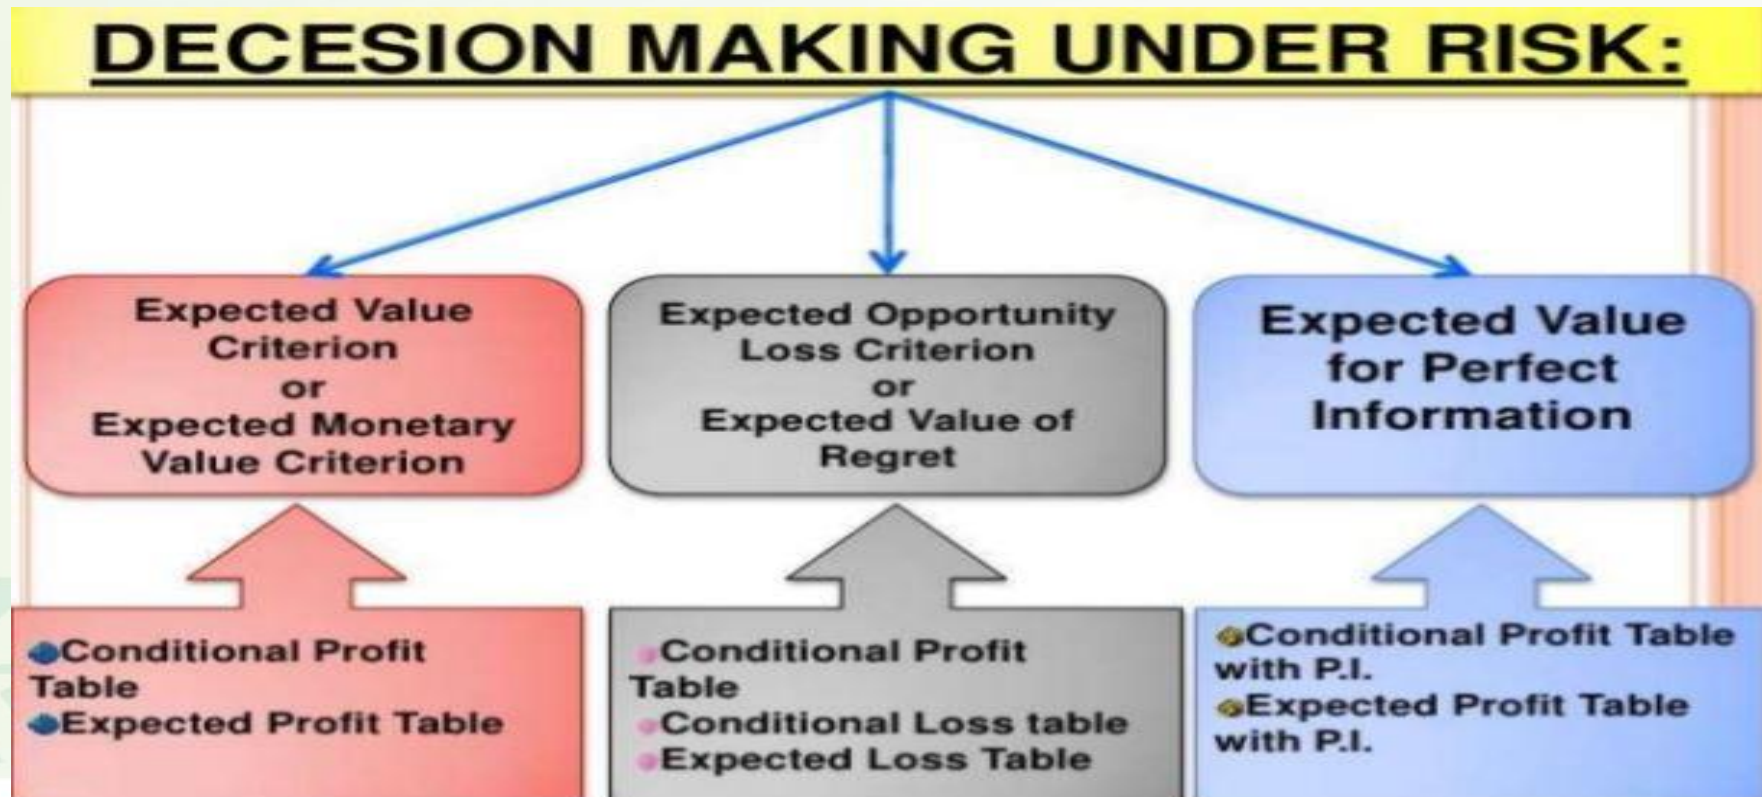 DECESION MAKING UNDER RISK:
Expected Value
Criterion
or
Expected Monetary
Value Criterion
Expected Opportunity
Loss Criterion
or
Expected Value of
Regret
Expected Value
for Perfect
Information
Conditional Profit
Table
Expected Profit Table
Conditional Profit
Table
Conditional Loss table
Expected Loss Table
Conditional Profit Table
with P.I.
Expected Profit Table
with P.I.